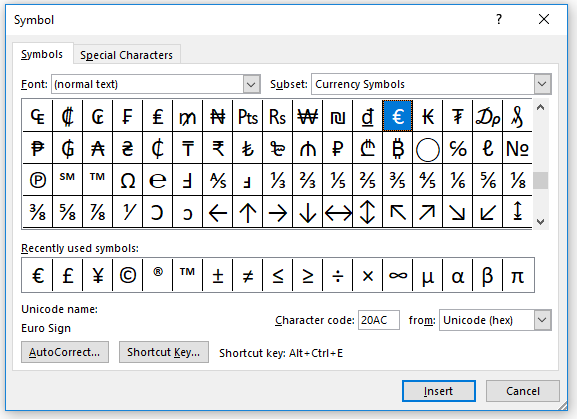 Symbol
Symbols Special Characters
Font: (normal text) Subset: Currency Symbols
₠ ₡ ₢ ₣ ₤ ₥ ₦ ₧ ₨ ₩ ₪ ₫ € ₭ ₮ ₯ ₰
₱ ₲ ₳ ₴ ₵ ₸ ₹ ₺ ₻ ₼ ₽ ₾ ₿ ◯ ℅ ℓ №
℗ ℠ ™ Ω ℮ Ⅎ ⅍ ⅎ ⅓ ⅔ ⅕ ⅖ ⅗ ⅘ ⅙ ⅚ ⅛
⅜ ⅝ ⅞ ⅟ Ↄ ↄ ← ↑ → ↓ ↔ ↕ ↖ ↗ ↘ ↙ ↨
Recently used symbols:
€ £ ¥ © ® ™ ± ≠ ≤ ≥ ÷ × ∞ µ α β π
Unicode name:
Euro Sign
Character code: 20AC from: Unicode (hex)
AutoCorrect... Shortcut Key... Shortcut key: Alt+Ctrl+E
Insert Cancel